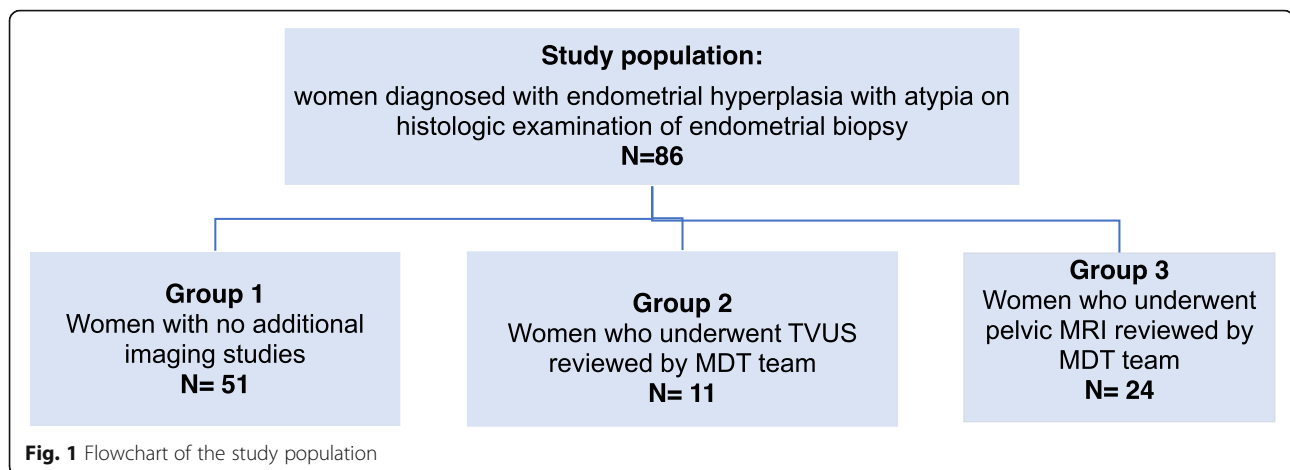 Study population:
women diagnosed with endometrial hyperplasia with atypia on
histologic examination of endometrial biopsy
N=86
Group 1
Women with no additional
imaging studies
N= 51
Group 2
Women who underwent TVUS
reviewed by MDT team
N= 11
Group 3
Women who underwent
pelvic MRI reviewed by
MDT team
N= 24
Fig. 1 Flowchart of the study population